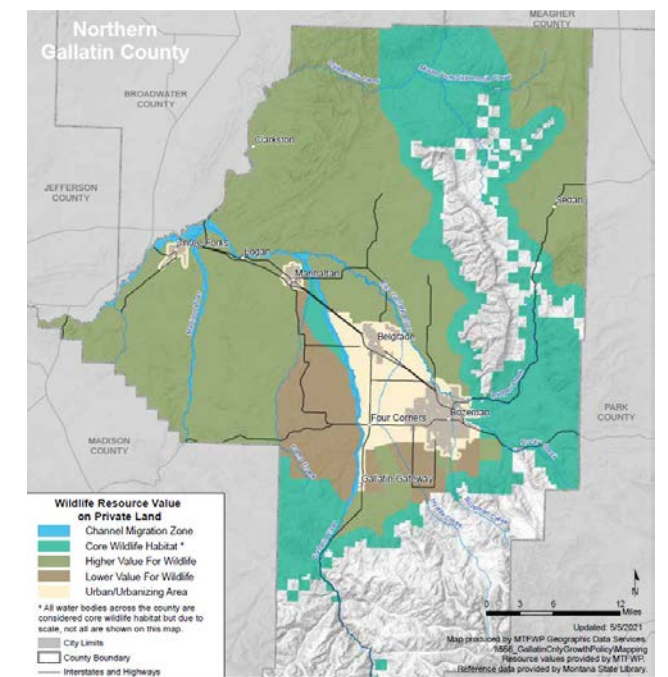 Northern
Gallatin County
MEAGHER
COUNTY
BROADWATER
COUNTY
Clarkston
JEFFERSON
COUNTY
Sedan
Three Forks
Logan
Manhattan
Belgrade
Four Corners
Bozeman
PARK
COUNTY
MADISON
COUNTY
Gallatin Gateway
Wildlife Resource Value
on Private Land
Channel Migration Zone
Core Wildlife Habitat *
Higher Value For Wildlife
Lower Value For Wildlife
Urban/Urbanizing Area
* All water bodies across the county are
considered core wildlife habitat but due to
scale, not all are shown on this map.
City Limits
County Boundary
Interstates and Highways
N
0 3 6 12
Miles
Updated: 5/5/2021
Map produced by MTFWP Geographic Data Services.
Resource values provided by MTFWP.
Reference data provided by Montana State Library.